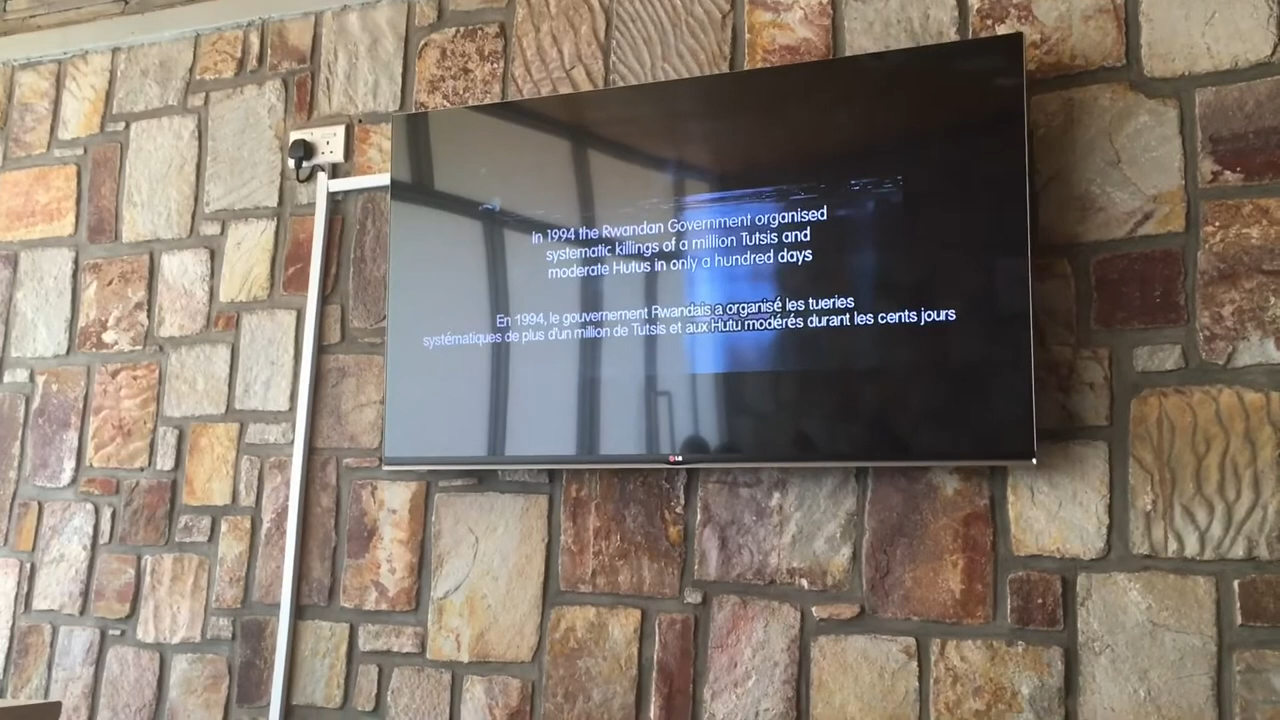 In 1994 the Rwandan Government organised
systematic killings of a million Tutsis and
moderate Hutus in only a hundred days
En 1994, le gouvernement Rwandais a organisé les tueries
systématiques de plus d'un million de Tutsis et aux Hutu modérés durant les cents jours
LG